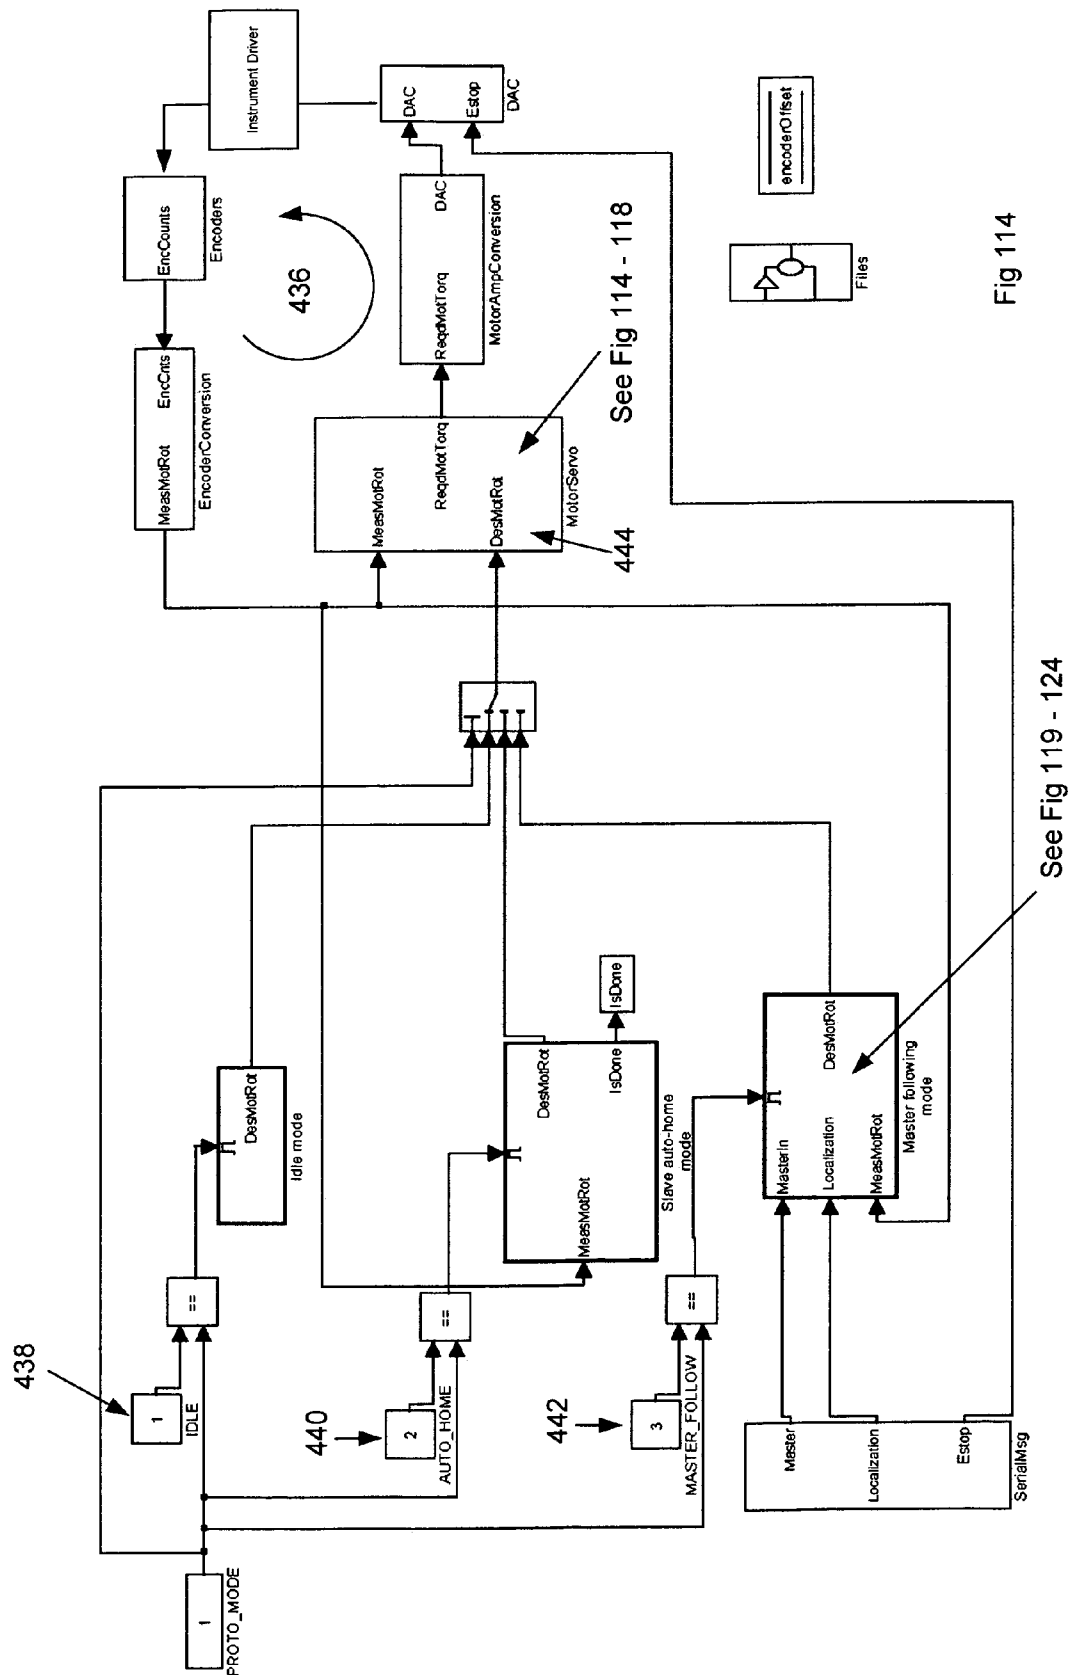 PROTO_MODE
1
438
1
IDLE
==
DesMotRot
Idle mode
440
2
AUTO_HOME
==
MeasMotRot
DesMotRot
IsDone
Slave auto-home
mode
IsDone
442
3
MASTER_FOLLOW
==
Master
Localization
Estop
SerialMsg
MasterIn
Localization
MeasMotRot
DesMotRot
Master following
mode
See Fig 119 - 124
MeasMotRot
EncCnts
EncoderConversion
EncCounts
Encoders
Instrument Driver
436
MeasMotRot
ReqdMotTorq
DesMotRot
MotorServo
444
See Fig 114 - 118
ReqdMotTorq
DAC
MotorAmpConversion
DAC
Estop
DAC
Files
encoderOffset
Fig 114